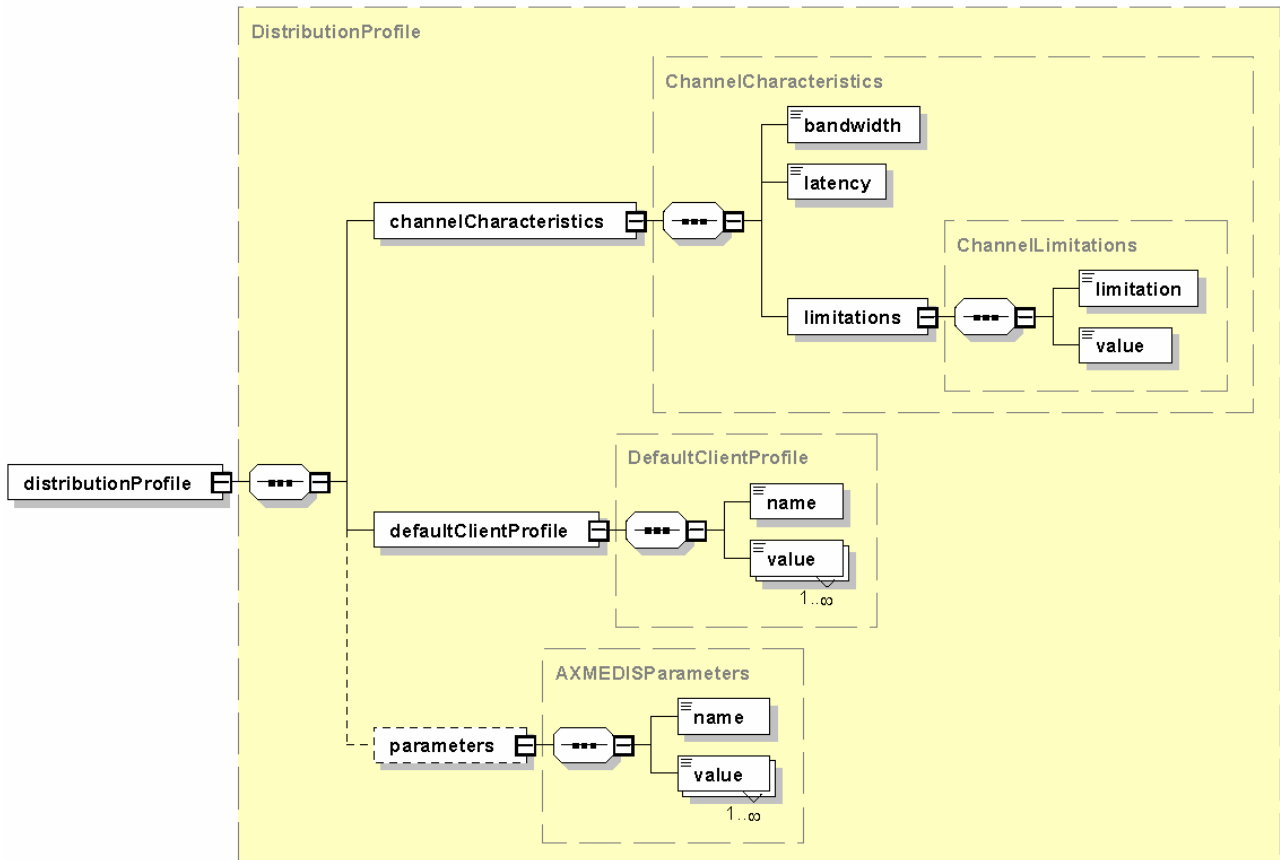 DistributionProfile
ChannelCharacteristics
bandwidth
latency
channelCharacteristics
ChannelLimitations
limitation
limitations
value
DefaultClientProfile
distributionProfile
name
defaultClientProfile
value
1..∞
AXMEDISParameters
name
parameters
value
1..∞